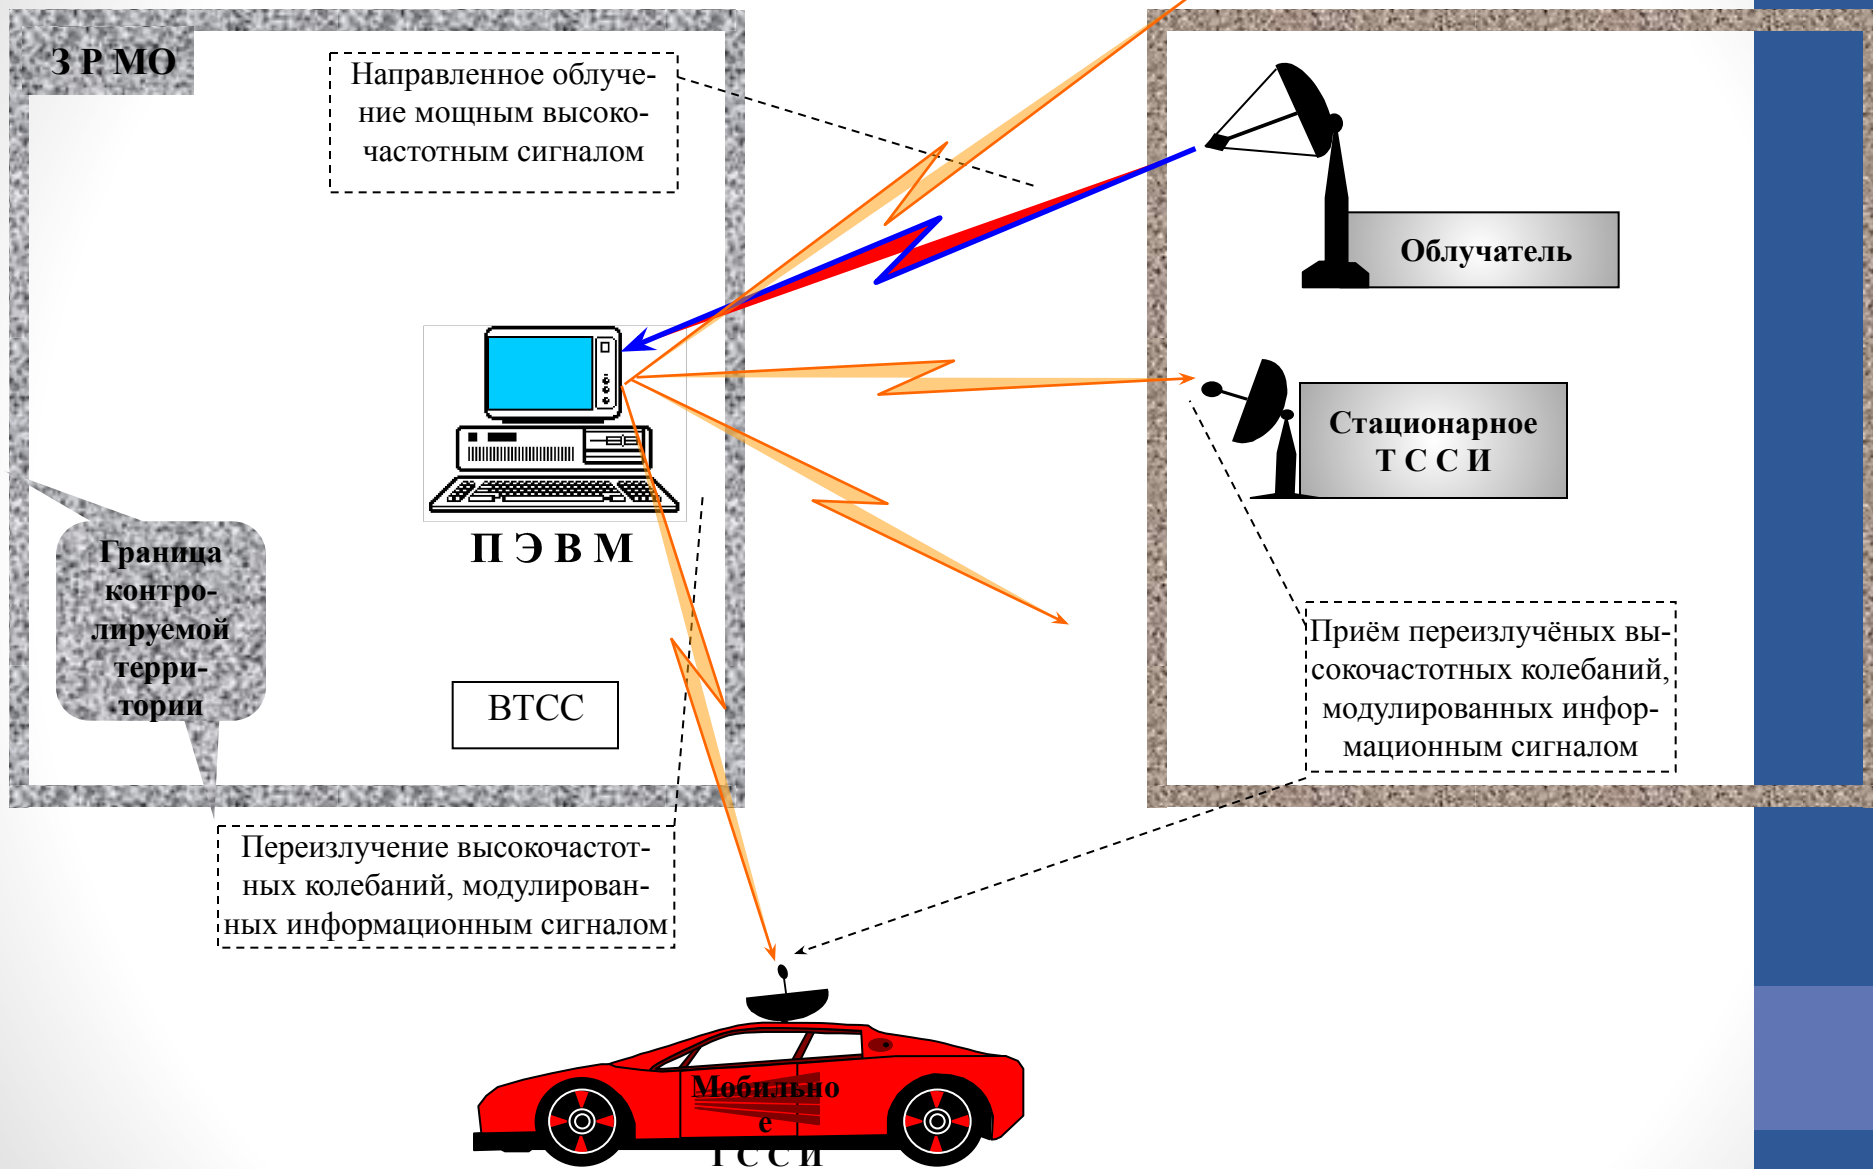 З Р МО
Направленное облуче-
ние мощным высоко-
частотным сигналом
Облучатель
Стационарное
Т С С И
П Э В М
Граница
контро-
лируемой
терри-
тории
ВТСС
Приём переизлучёных вы-
сокочастотных колебаний,
модулированных инфор-
мационным сигналом
Переизлучение высокочастот-
ных колебаний, модулирован-
ных информационным сигналом
Мобильно
е
Т С С И